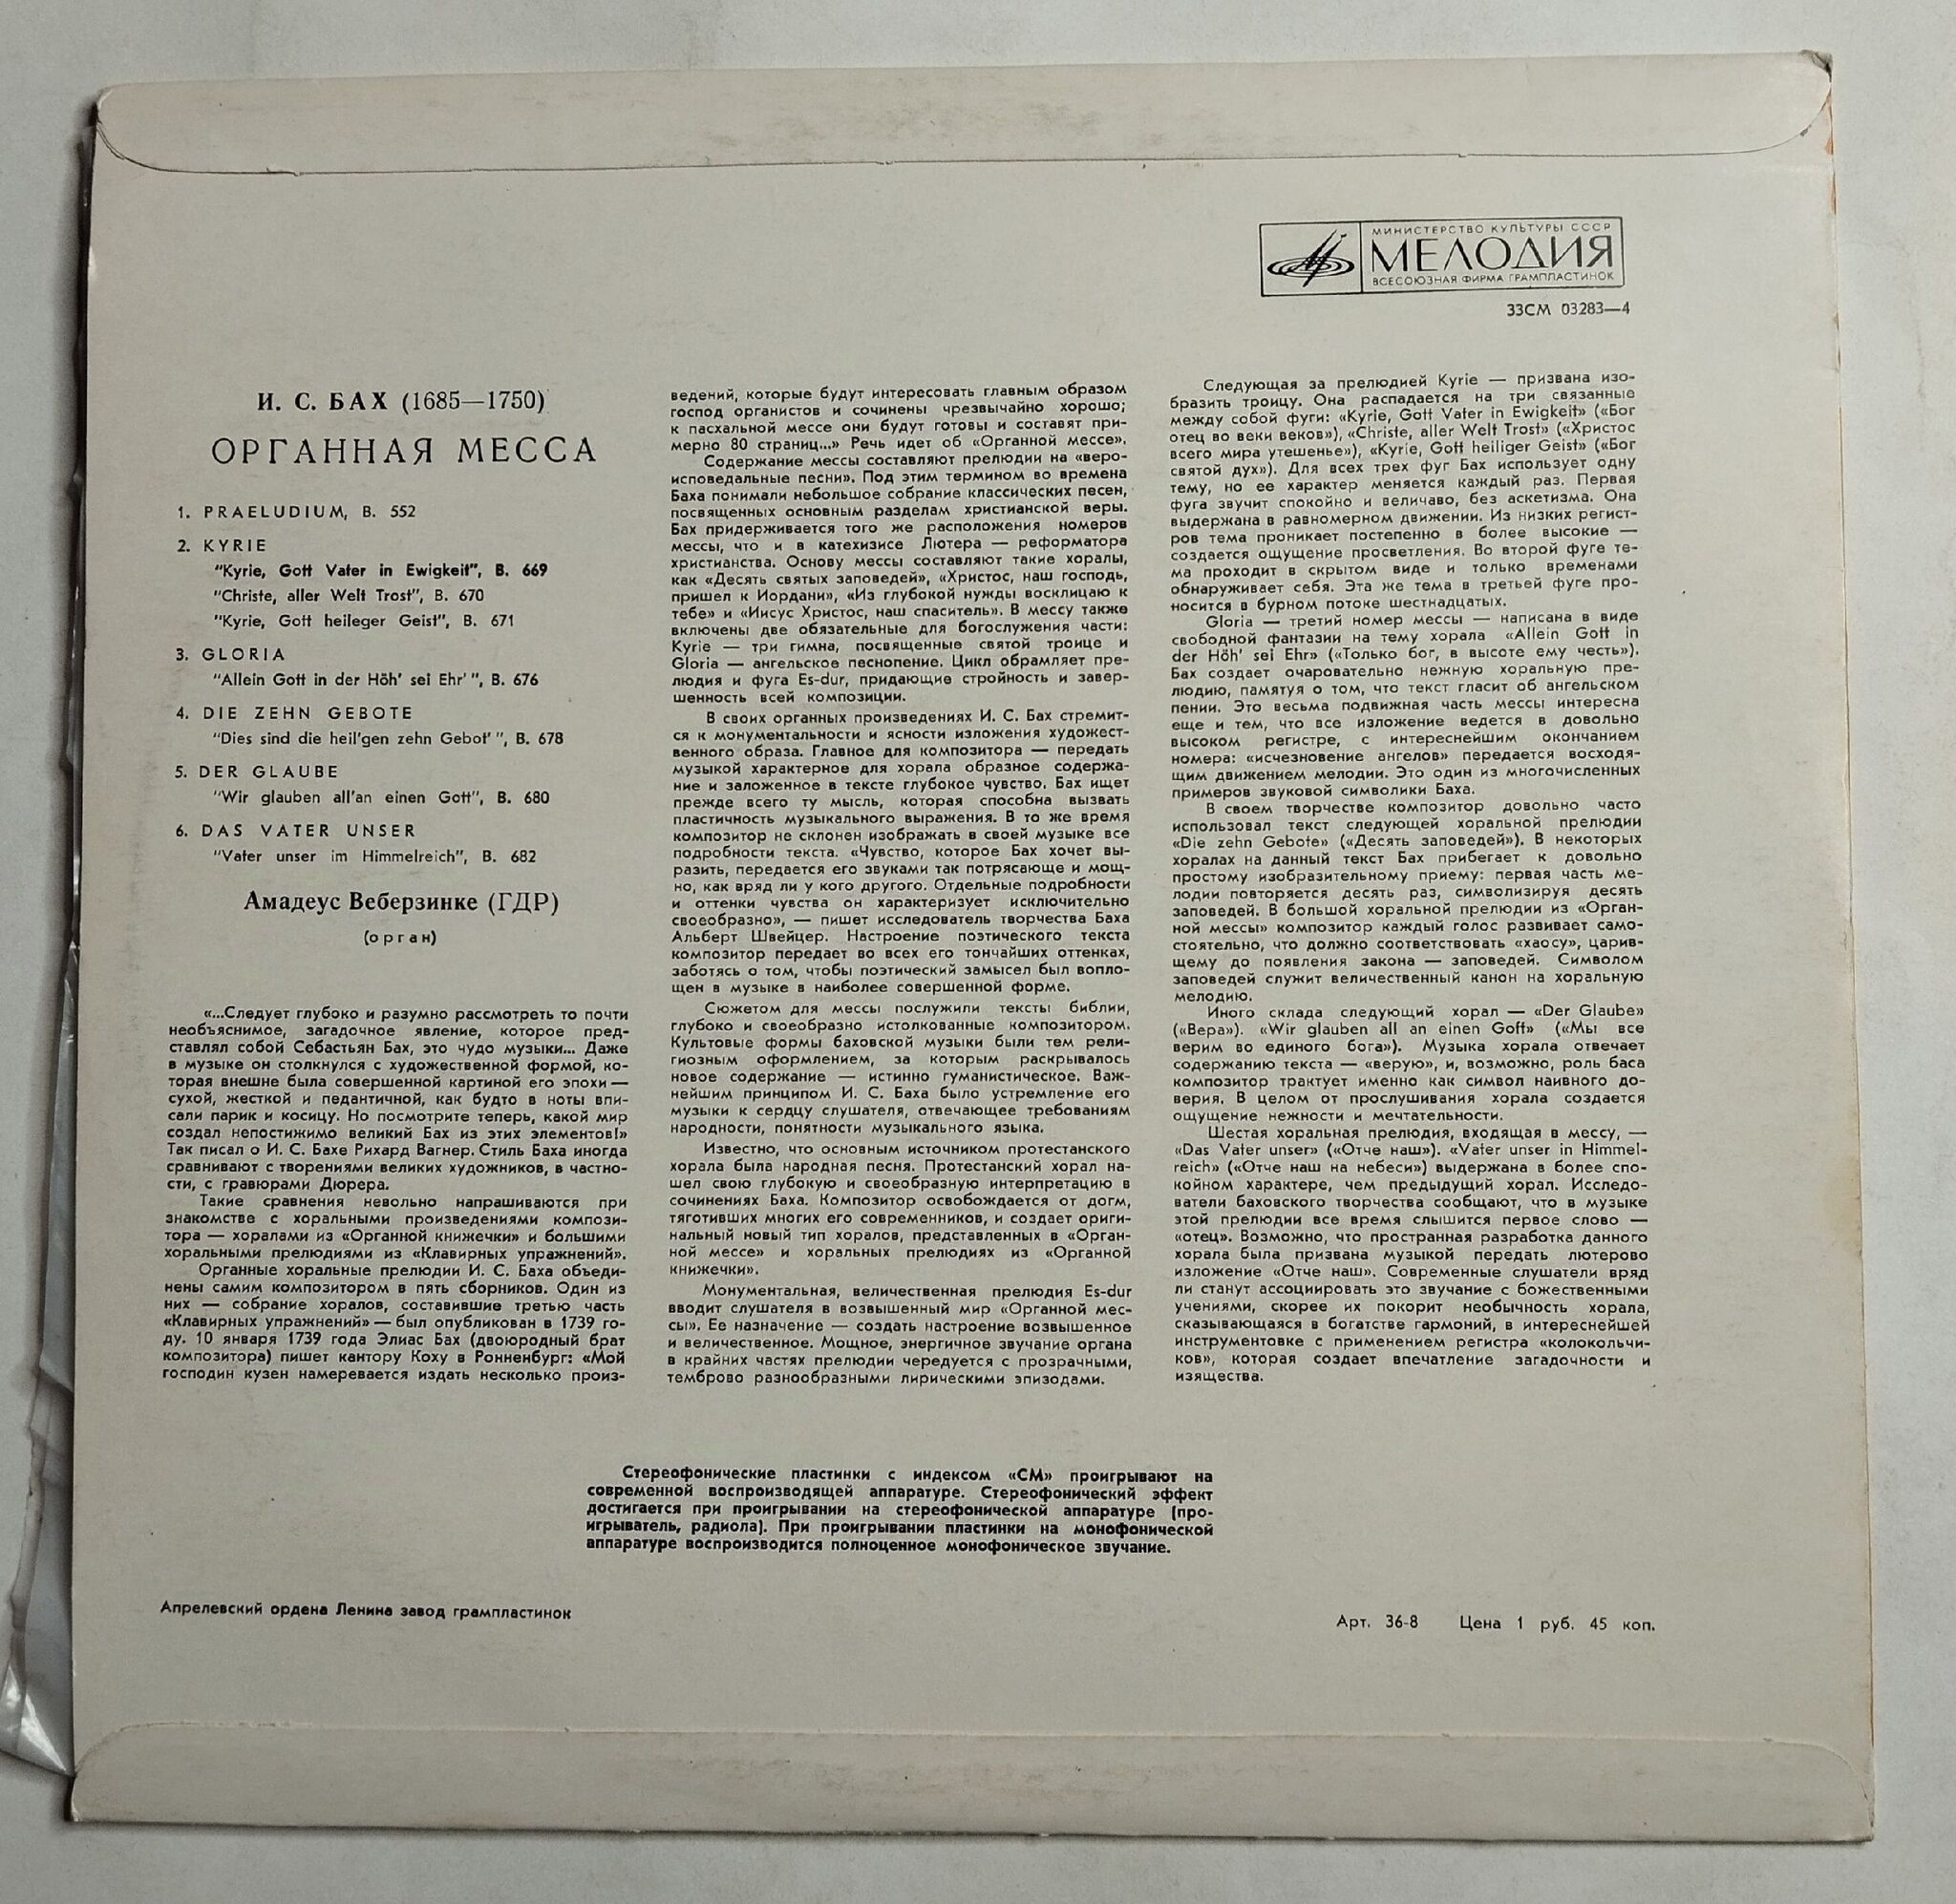 МИНИСТЕРСТВО КУЛЬТУРЫ СССР
МЕЛОДИЯ
ВСЕСОЮЗНАЯ ФИРМА ГРАМПЛАСТИНОК
33СМ 03283—4
И. С. БАХ (1685—1750)
ОРГАННАЯ МЕССА
1. PRAELUDIUM, B. 552
2. KYRIE
"Kyrie, Gott Vater in Ewigkeit", B. 669
"Christe, aller Welt Trost", B. 670
"Kyrie, Gott heileger Geist", B. 671
3. GLORIA
"Allein Gott in der Höh' sei Ehr'", B. 676
4. DIE ZEHN GEBOTE
"Dies sind die heil'gen zehn Gebot'", B. 678
5. DER GLAUBE
"Wir glauben all'an einen Gott", B. 680
6. DAS VATER UNSER
"Vater unser im Himmelreich", B. 682
Амадеус Веберзинке (ГДР)
(орган)
«...Следует глубоко и разумно рассмотреть то почти
необъяснимое, загадочное явление, которое пред-
ставлял собой Себастьян Бах, это чудо музыки... Даже
в музыке он столкнулся с художественной формой, ко-
торая внешне была совершенной картиной его эпохи —
сухой, жесткой и педантичной, как будто в ноты впи-
сали парик и косицу. Но посмотрите теперь, какой мир
создал непостижимо великий Бах из этих элементов!»
Так писал о И. С. Бахе Рихард Вагнер. Стиль Баха иногда
сравнивают с творениями великих художников, в частно-
сти, с гравюрами Дюрера.
Такие сравнения невольно напрашиваются при
знакомстве с хоральными произведениями компози-
тора — хоралами из «Органной книжечки» и большими
хоральными прелюдиями из «Клавирных упражнений».
Органные хоральные прелюдии И. С. Баха объеди-
нены самим композитором в пять сборников. Один из
них — собрание хоралов, составившие третью часть
«Клавирных упражнений» — был опубликован в 1739 го-
ду. 10 января 1739 года Элиас Бах (двоюродный брат
композитора) пишет кантору Коху в Ронненбург: «Мой
господин кузен намеревается издать несколько произ-
ведений, которые будут интересовать главным образом
господ органистов и сочинены чрезвычайно хорошо;
к пасхальной мессе они будут готовы и составят при-
мерно 80 страниц...» Речь идет об «Органной мессе».
Содержание мессы составляют прелюдии на «веро-
исповедальные песни». Под этим термином во времена
Баха понимали небольшое собрание классических песен,
посвященных основным разделам христианской веры.
Бах придерживается того же расположения номеров
мессы, что и в катехизисе Лютера — реформатора
христианства. Основу мессы составляют такие хоралы,
как «Десять святых заповедей», «Христос, наш господь,
пришел к Иордани», «Из глубокой нужды восклицаю к
тебе» и «Иисус Христос, наш спаситель». В мессу также
включены две обязательные для богослужения части:
Kyrie — три гимна, посвященные святой троице и
Gloria — ангельское песнопение. Цикл обрамляет пре-
людия и фуга Es-dur, придающие стройность и завер-
шенность всей композиции.
В своих органных произведениях И. С. Бах стремит-
ся к монументальности и ясности изложения художест-
венного образа. Главное для композитора — передать
музыкой характерное для хорала образное содержа-
ние и заложенное в тексте глубокое чувство. Бах ищет
прежде всего ту мысль, которая способна вызвать
пластичность музыкального выражения. В то же время
композитор не склонен изображать в своей музыке все
подробности текста. «Чувство, которое Бах хочет вы-
разить, передается его звуками так потрясающе и мощ-
но, как вряд ли у кого другого. Отдельные подробности
и оттенки чувства он характеризует исключительно
своеобразно», — пишет исследователь творчества Баха
Альберт Швейцер. Настроение поэтического текста
композитор передает во всех его тончайших оттенках,
заботясь о том, чтобы поэтический замысел был вопло-
щен в музыке в наиболее совершенной форме.
Сюжетом для мессы послужили тексты библии,
глубоко и своеобразно истолкованные композитором.
Культовые формы баховской музыки были тем рели-
гиозным оформлением, за которым раскрывалось
новое содержание — истинно гуманистическое. Важ-
нейшим принципом И. С. Баха было устремление его
музыки к сердцу слушателя, отвечающее требованиям
народности, понятности музыкального языка.
Известно, что основным источником протестанского
хорала была народная песня. Протестанский хорал на-
шел свою глубокую и своеобразную интерпретацию в
сочинениях Баха. Композитор освобождается от догм,
тяготивших многих его современников, и создает ориги-
нальный новый тип хоралов, представленных в «Орган-
ной мессе» и хоральных прелюдиях из «Органной
книжечки».
Монументальная, величественная прелюдия Es-dur
вводит слушателя в возвышенный мир «Органной мес-
сы». Ее назначение — создать настроение возвышенное
и величественное. Мощное, энергичное звучание органа
в крайних частях прелюдии чередуется с прозрачными,
темброво разнообразными лирическими эпизодами.
Следующая за прелюдией Kyrie — призвана изо-
бразить троицу. Она распадается на три связанные
между собой фуги: «Kyrie, Gott Vater in Ewigkeit» («Бог
отец во веки веков»), «Christe, aller Welt Trost» («Христос
всего мира утешенье»), «Kyrie, Gott heiliger Geist» («Бог
святой дух»). Для всех трех фуг Бах использует одну
тему, но ее характер меняется каждый раз. Первая
фуга звучит спокойно и величаво, без аскетизма. Она
выдержана в равномерном движении. Из низких регист-
ров тема проникает постепенно в более высокие —
создается ощущение просветления. Во второй фуге те-
ма проходит в скрытом виде и только временами
обнаруживает себя. Эта же тема в третьей фуге про-
носится в бурном потоке шестнадцатых.
Gloria — третий номер мессы — написана в виде
свободной фантазии на тему хорала «Allein Gott in
der Höh' sei Ehr» («Только бог, в высоте ему честь»).
Бах создает очаровательно нежную хоральную пре-
людию, памятуя о том, что текст гласит об ангельском
пении. Это весьма подвижная часть мессы интересна
еще и тем, что все изложение ведется в довольно
высоком регистре, с интереснейшим окончанием
номера: «исчезновение ангелов» передается восходя-
щим движением мелодии. Это один из многочисленных
примеров звуковой символики Баха.
В своем творчестве композитор довольно часто
использовал текст следующей хоральной прелюдии
«Die zehn Gebote» («Десять заповедей»). В некоторых
хоралах на данный текст Бах прибегает к довольно
простому изобразительному приему: первая часть ме-
лодии повторяется десять раз, символизируя десять
заповедей. В большой хоральной прелюдии из «Орган-
ной мессы» композитор каждый голос развивает само-
стоятельно, что должно соответствовать «хаосу», царив-
щему до появления закона — заповедей. Символом
заповедей служит величественный канон на хоральную
мелодию.
Иного склада следующий хорал — «Der Glaube»
(«Вера»). «Wir glauben all an einen Gott» («Мы все
верим во единого бога»). Музыка хорала отвечает
содержанию текста — «верую», и, возможно, роль баса
композитор трактует именно как символ наивного до-
верия. В целом от прослушивания хорала создается
ощущение нежности и мечтательности.
Шестая хоральная прелюдия, входящая в мессу, —
«Das Vater unser» («Отче наш»). «Vater unser in Himmel-
reich» («Отче наш на небеси») выдержана в более спо-
койном характере, чем предыдущий хорал. Исследо-
ватели баховского творчества сообщают, что в музыке
этой прелюдии все время слышится первое слово —
«отец». Возможно, что пространная разработка данного
хорала была призвана музыкой передать лютерово
изложение «Отче наш». Современные слушатели вряд
ли станут ассоциировать это звучание с божественными
учениями, скорее их покорит необычность хорала,
сказывающаяся в богатстве гармоний, в интереснейшей
инструментовке с применением регистра «колокольчи-
ков», которая создает впечатление загадочности и
изящества.
Стереофонические пластинки с индексом «СМ» проигрывают на
современной воспроизводящей аппаратуре. Стереофонический эффект
достигается при проигрывании на стереофонической аппаратуре (про-
игрыватель, радиола). При проигрывании пластинки на монофонической
аппаратуре воспроизводится полноценное монофоническое звучание.
Апрелевский ордена Ленина завод грампластинок
Арт. 36-8 Цена 1 руб. 45 коп.